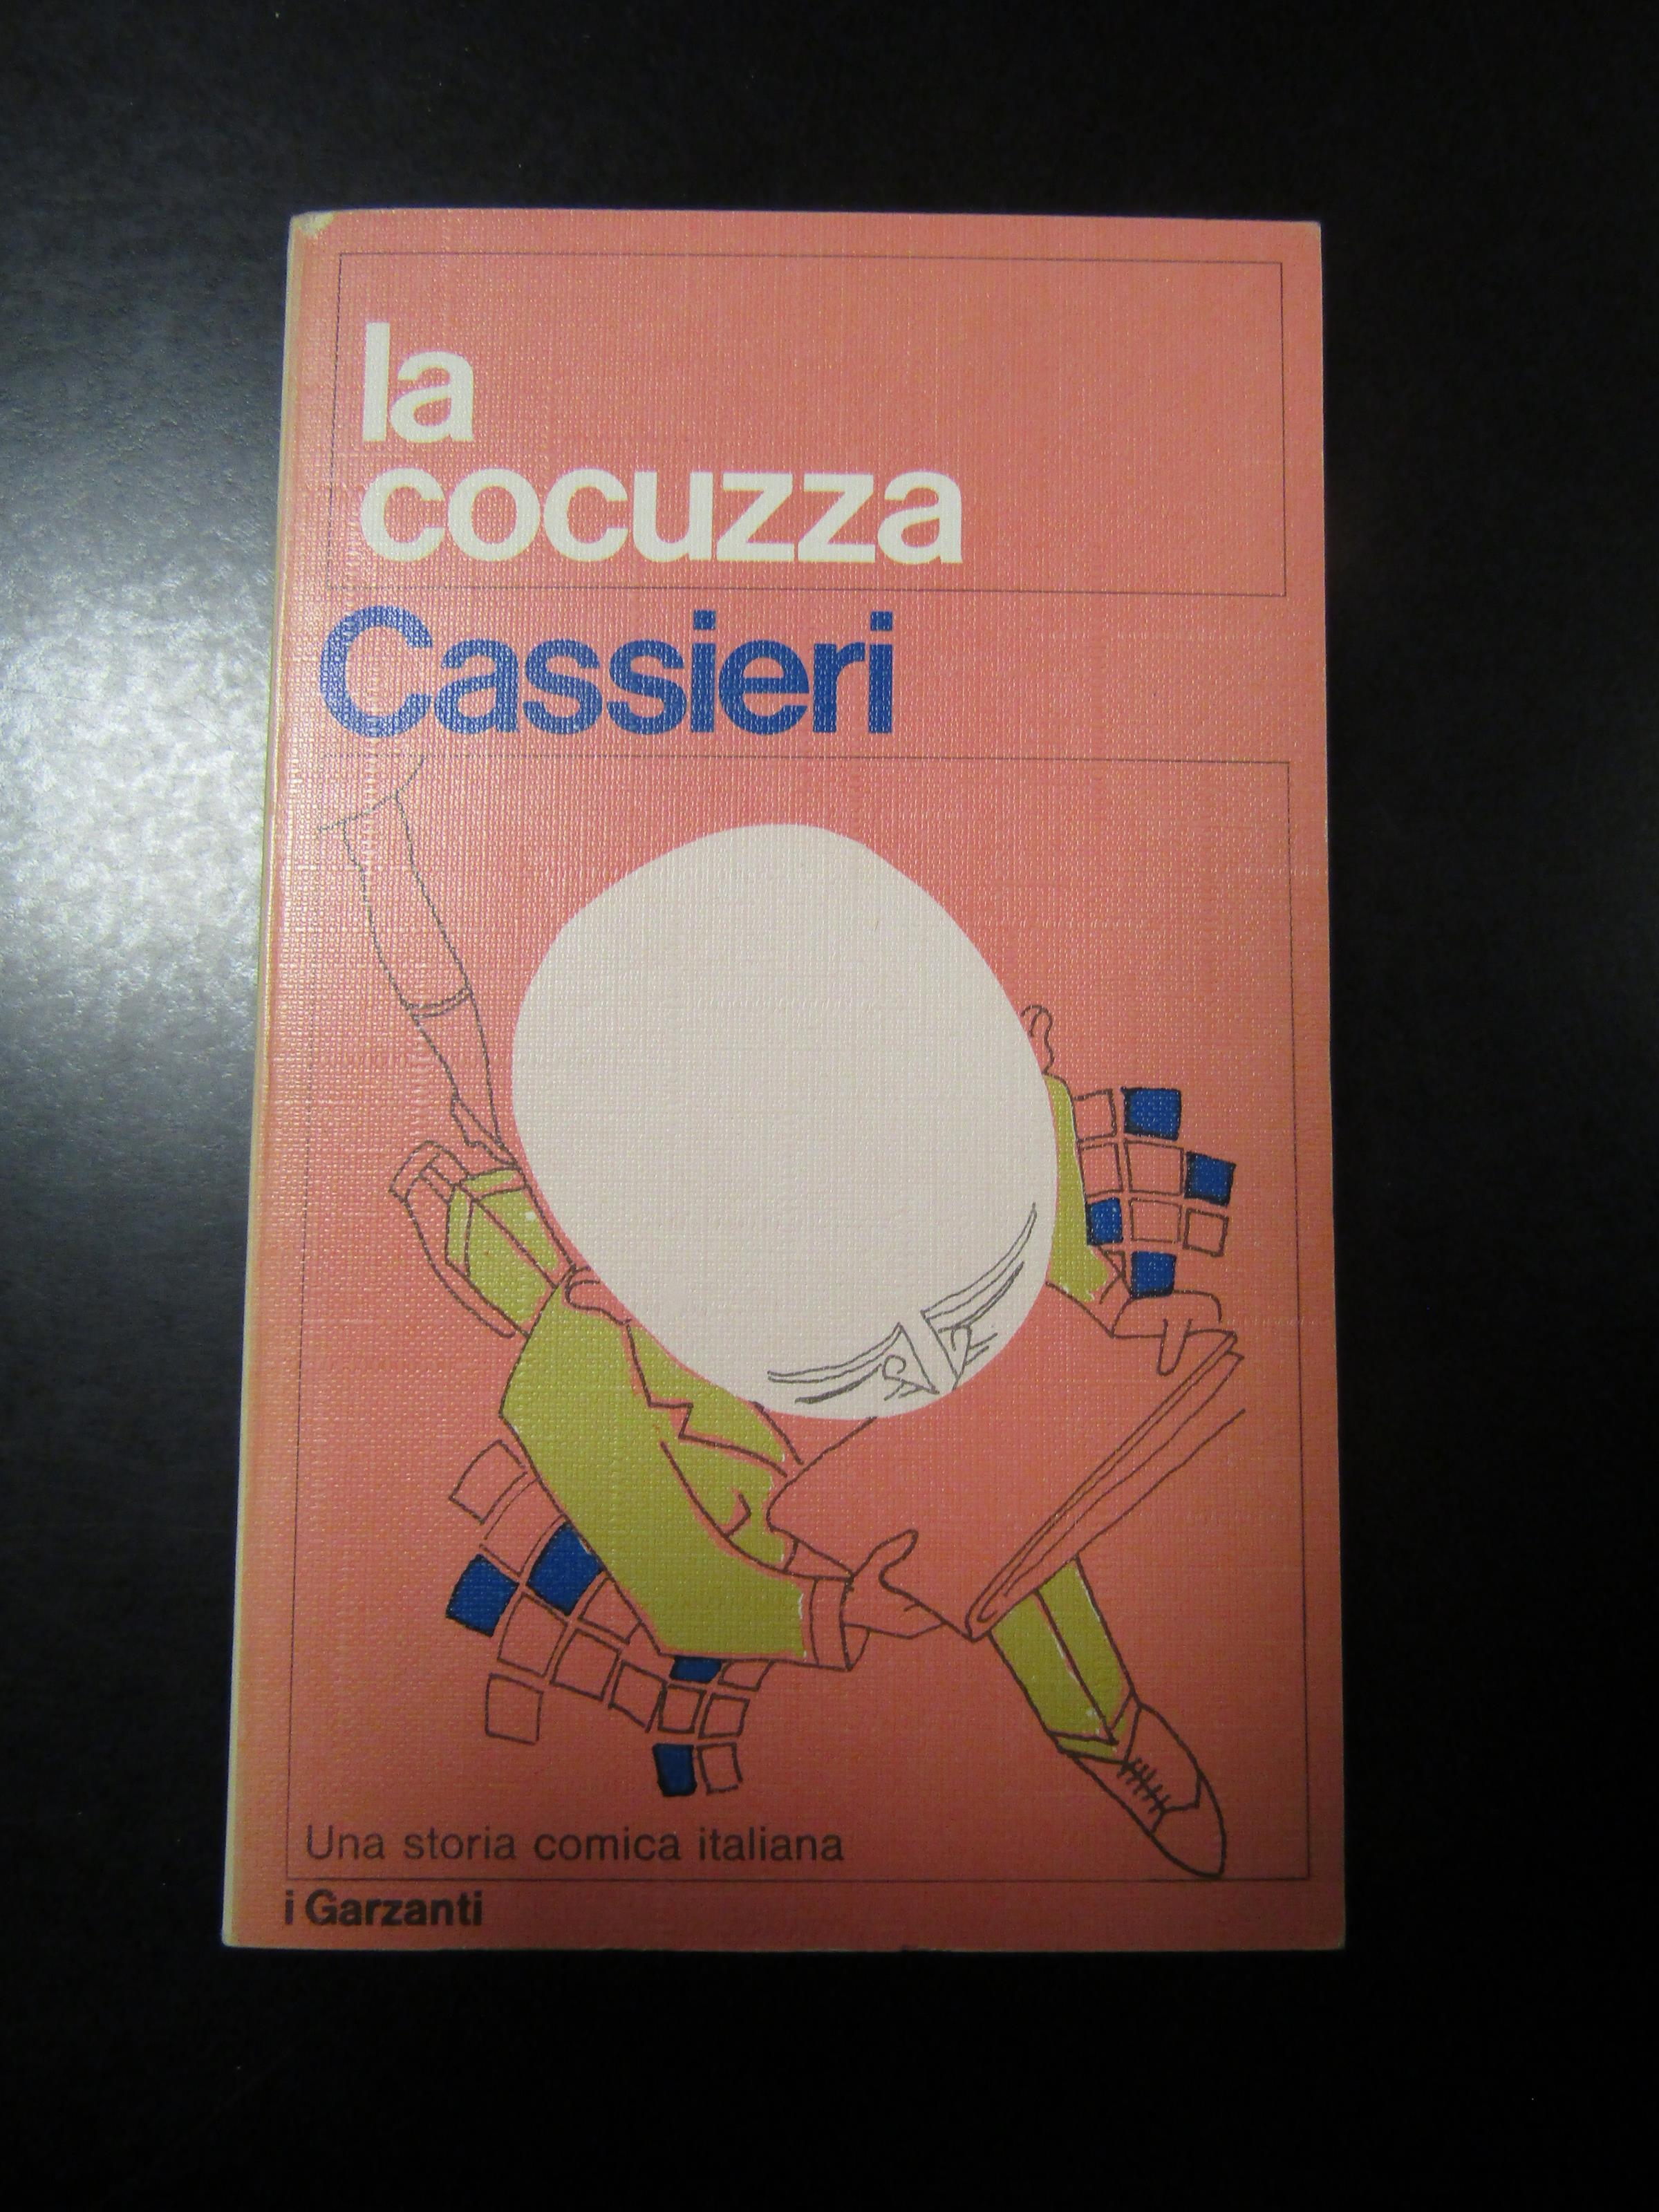 la
cocuzza
Cassieri
Una storia comica italiana
i Garzanti